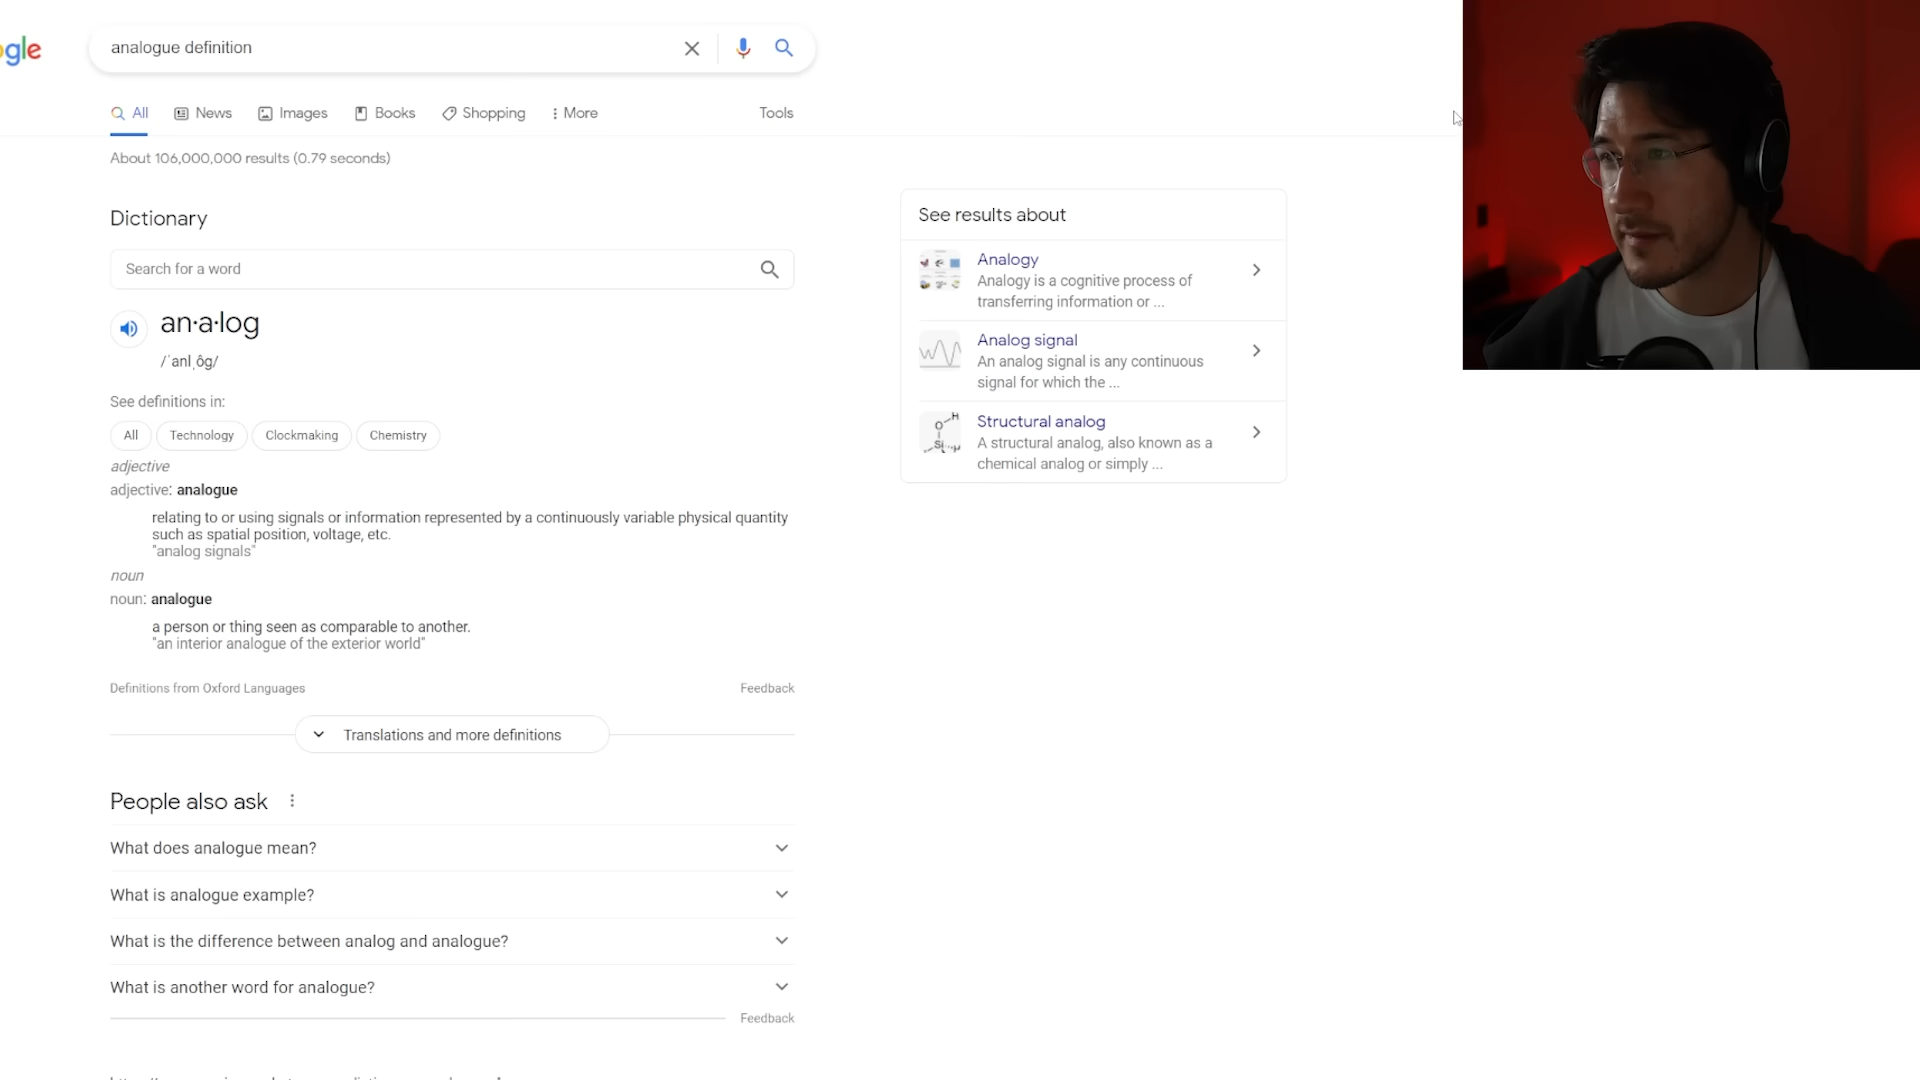 ogle
analogue definition
All
News
Images
Books
Shopping
More
Tools
About 106,000,000 results (0.79 seconds)
Dictionary
Search for a word
an·a·log
/ˈanlˌôg/
See definitions in:
All
Technology
Clockmaking
Chemistry
adjective
adjective: analogue
relating to or using signals or information represented by a continuously variable physical quantity
such as spatial position, voltage, etc.
"analog signals"
noun
noun: analogue
a person or thing seen as comparable to another.
"an interior analogue of the exterior world"
Definitions from Oxford Languages
Feedback
Translations and more definitions
People also ask
What does analogue mean?
What is analogue example?
What is the difference between analog and analogue?
What is another word for analogue?
Feedback
See results about
Analogy
Analogy is a cognitive process of
transferring information or ...
Analog signal
An analog signal is any continuous
signal for which the ...
Structural analog
A structural analog, also known as a
chemical analog or simply ...